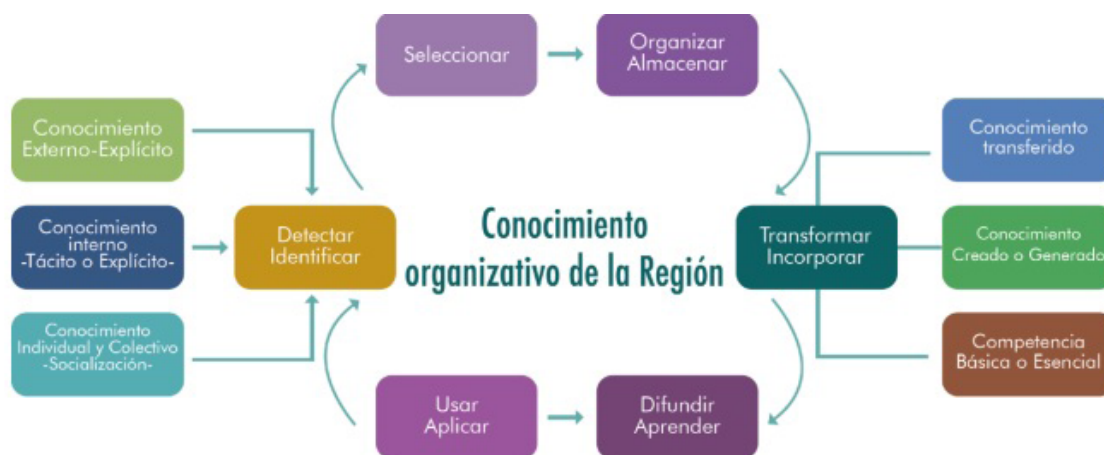 Seleccionar
Organizar
Almacenar
Conocimiento
Externo-Explícito
Conocimiento
transferido
Conocimiento
interno
-Tácito o Explícito-
Detectar
Identificar
Conocimiento
organizativo de la Región
Transformar
Incorporar
Conocimiento
Creado o Generado
Conocimiento
Individual y Colectivo
-Socialización-
Competencia
Básica o Esencial
Usar
Aplicar
Difundir
Aprender